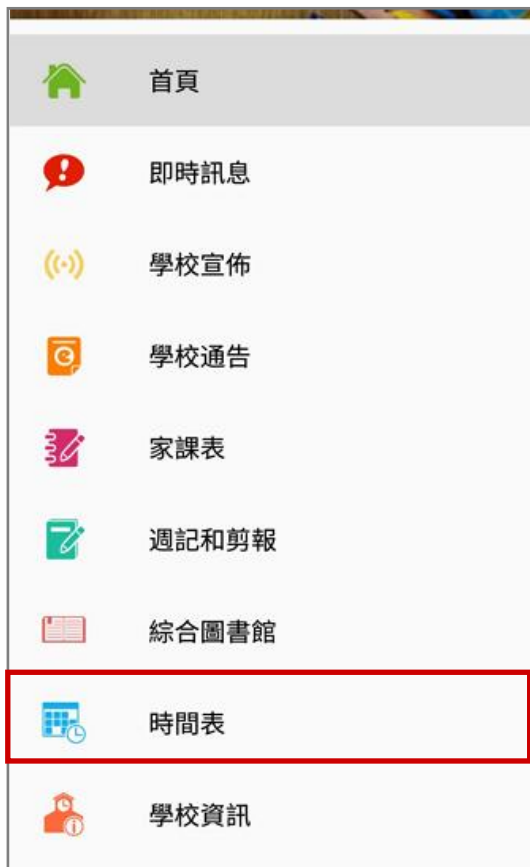 首頁
即時訊息
學校宣佈
學校通告
家課表
週記和剪報
綜合圖書館
時間表
學校資訊